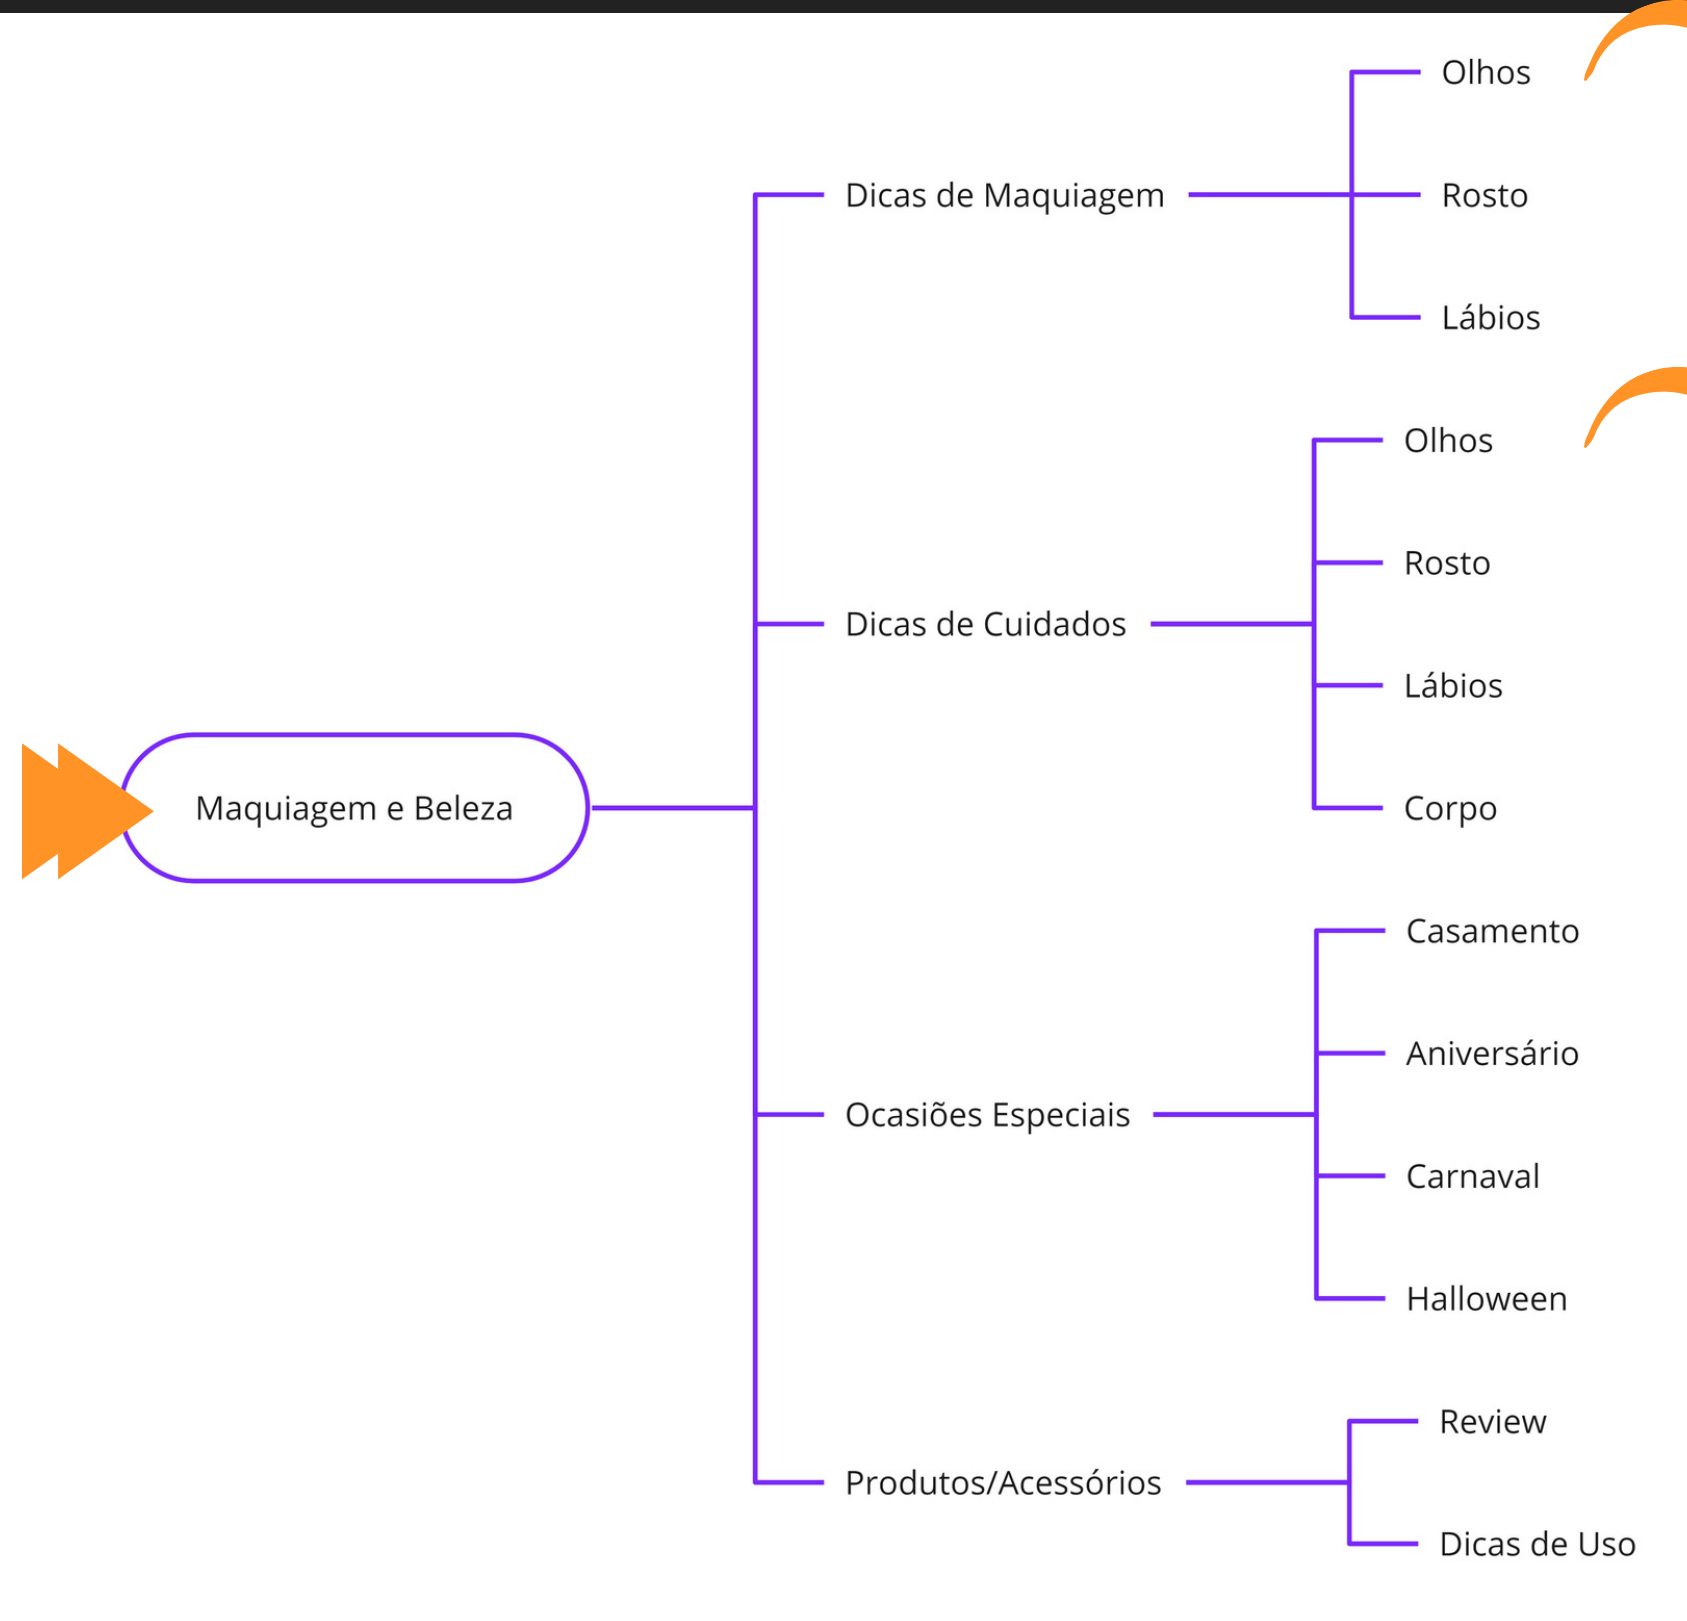 Maquiagem e Beleza
Dicas de Maquiagem
Olhos
Rosto
Lábios
Dicas de Cuidados
Olhos
Rosto
Lábios
Corpo
Ocasiões Especiais
Casamento
Aniversário
Carnaval
Halloween
Produtos/Acessórios
Review
Dicas de Uso